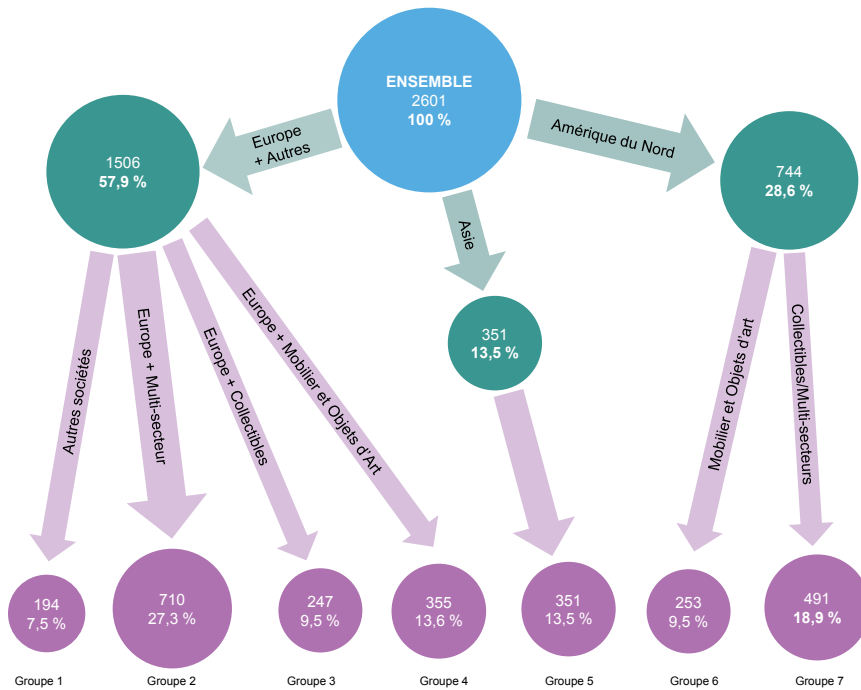 ENSEMBLE
2601
100 %
Europe
+ Autres
Amérique du Nord
Asie
1506
57,9 %
744
28,6 %
351
13,5 %
Autres sociétés
Europe + Multi-secteur
Europe + Collectibles
Europe + Mobilier et Objets d'Art
Mobilier et Objets d'art
Collectibles/Multi-secteurs
194
7,5 %
710
27,3 %
247
9,5 %
355
13,6 %
351
13,5 %
253
9,5 %
491
18,9 %
Groupe 1
Groupe 2
Groupe 3
Groupe 4
Groupe 5
Groupe 6
Groupe 7